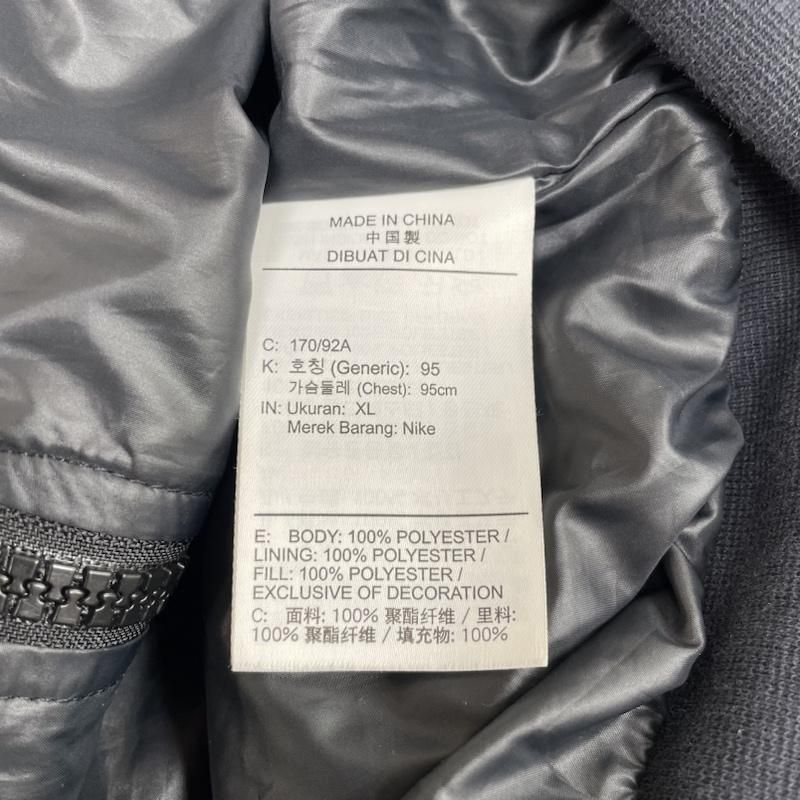 MADE IN CHINA
中国製
DIBUAT DI CINA
C: 170/92A
K: 호칭 (Generic): 95
가슴둘레 (Chest): 95cm
IN: Ukuran: XL
Merek Barang: Nike
E: BODY: 100% POLYESTER /
LINING: 100% POLYESTER /
FILL: 100% POLYESTER /
EXCLUSIVE OF DECORATION
C: 面料: 100% 聚酯纤维 / 里料:
100% 聚酯纤维 / 填充物: 100%